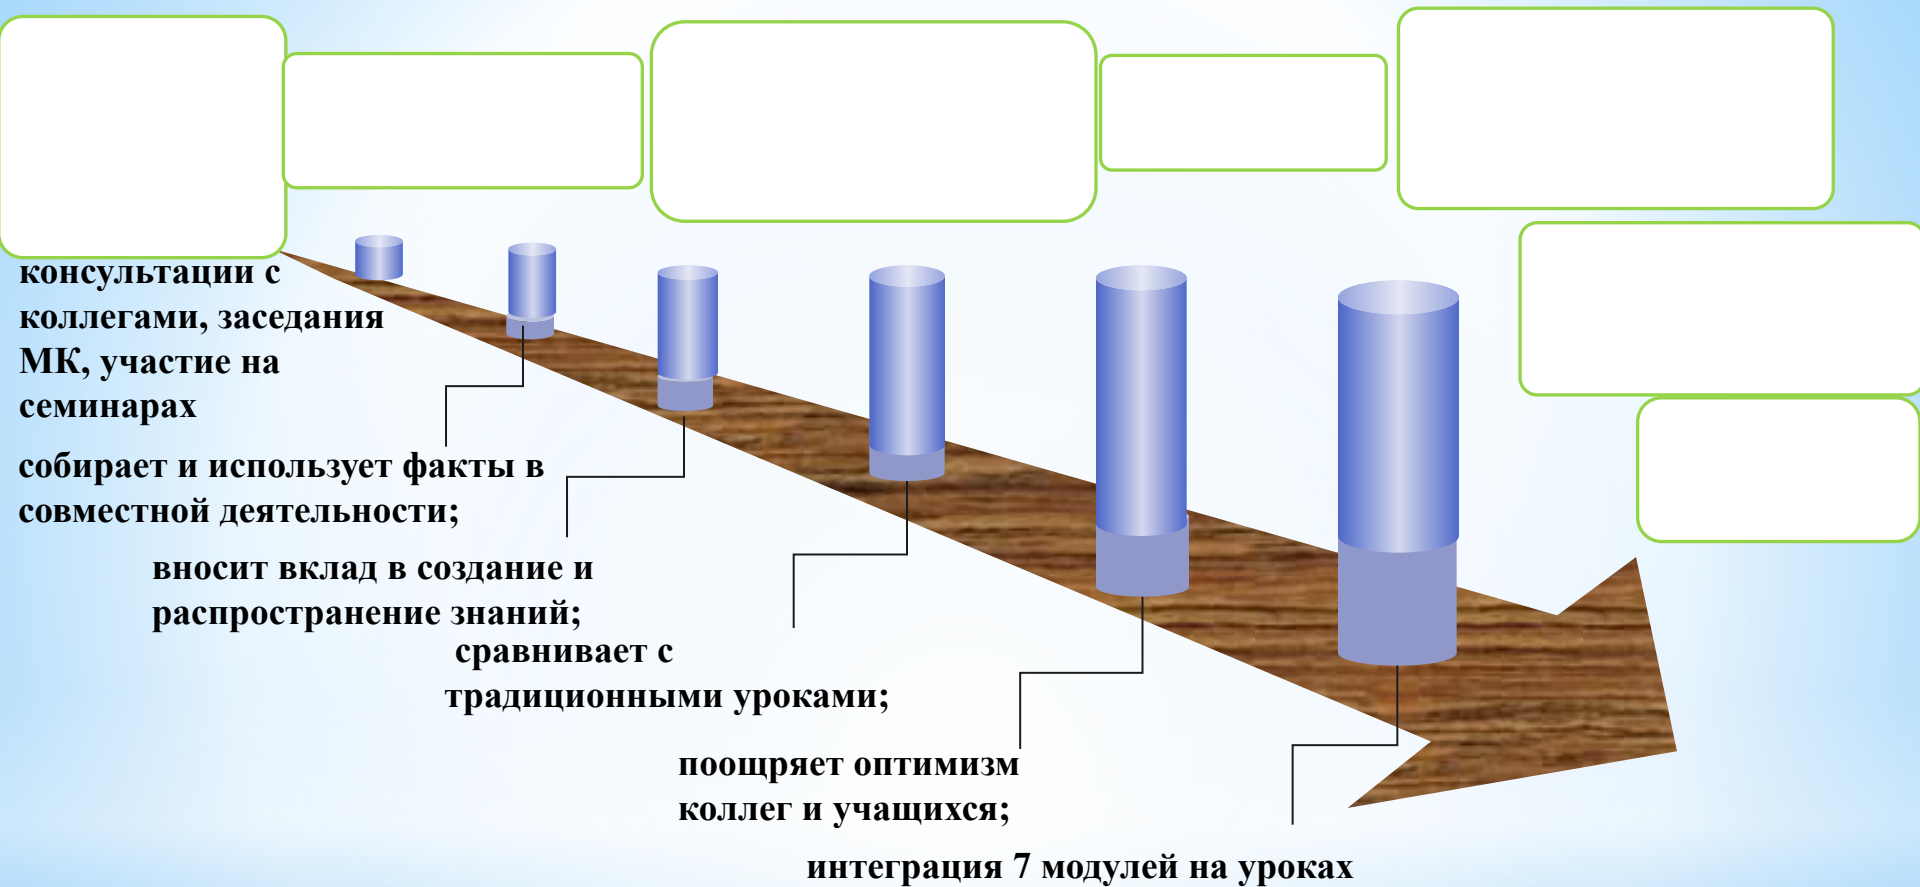 консультации с
коллегами, заседания
МК, участие на
семинарах
собирает и использует факты в
совместной деятельности;
вносит вклад в создание и
распространение знаний;
сравнивает с
традиционными уроками;
поощряет оптимизм
коллег и учащихся;
интеграция 7 модулей на уроках